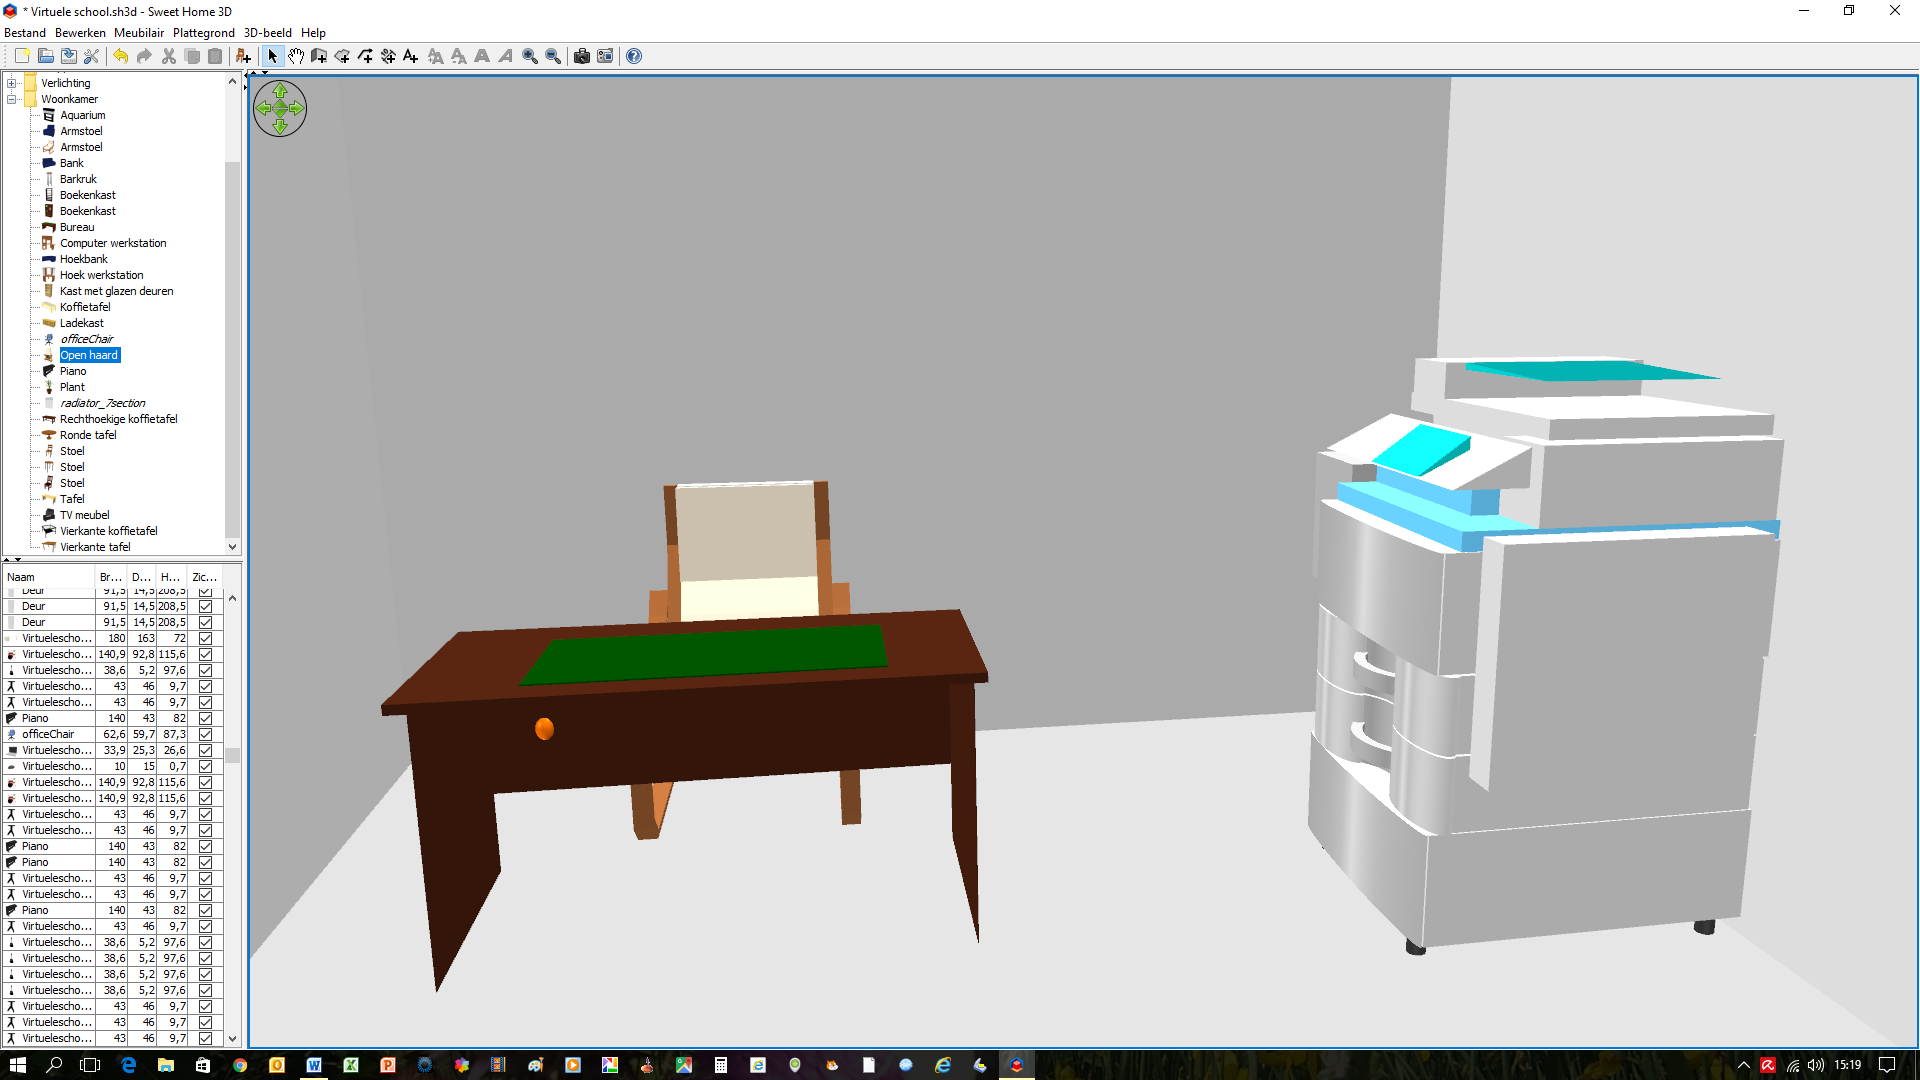 * Virtuele school.sh3d - Sweet Home 3D
Bestand Bewerken Meubilair Plattegrond 3D-beeld Help
Verlichting
Woonkamer
Aquarium
Armstoel
Armstoel
Bank
Barkruk
Boekenkast
Boekenkast
Bureau
Computer werkstation
Hoekbank
Hoek werkstation
Kast met glazen deuren
Koffietafel
Ladekast
officeChair
Open haard
Piano
Plant
radiator_7section
Rechthoekige koffietafel
Ronde tafel
Stoel
Stoel
Stoel
Tafel
TV meubel
Vierkante koffietafel
Vierkante tafel
Naam Br... D... H... Zic...
Deur 91,5 14,5 208,5
Deur 91,5 14,5 208,5
Deur 91,5 14,5 208,5
Virtuelescho... 180 163 72
Virtuelescho... 140,9 92,8 115,6
Virtuelescho... 38,6 5,2 97,6
Virtuelescho... 43 46 9,7
Virtuelescho... 43 46 9,7
Piano 140 43 82
officeChair 62,6 59,7 87,3
Virtuelescho... 33,9 25,3 26,6
Virtuelescho... 10 15 0,7
Virtuelescho... 140,9 92,8 115,6
Virtuelescho... 140,9 92,8 115,6
Virtuelescho... 43 46 9,7
Virtuelescho... 43 46 9,7
Piano 140 43 82
Piano 140 43 82
Virtuelescho... 43 46 9,7
Virtuelescho... 43 46 9,7
Piano 140 43 82
Virtuelescho... 43 46 9,7
Virtuelescho... 38,6 5,2 97,6
Virtuelescho... 38,6 5,2 97,6
Virtuelescho... 38,6 5,2 97,6
Virtuelescho... 38,6 5,2 97,6
Virtuelescho... 43 46 9,7
Virtuelescho... 43 46 9,7
Virtuelescho... 43 46 9,7
15:19